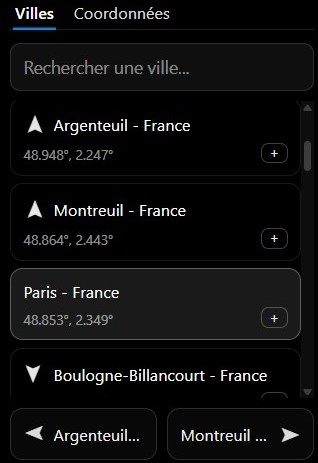 Villes Coordonnées
Rechercher une ville...
Argenteuil - France
48.948°, 2.247°
+
Montreuil - France
48.864°, 2.443°
+
Paris - France
48.853°, 2.349°
+
Boulogne-Billancourt - France
Argenteuil... Montreuil ...